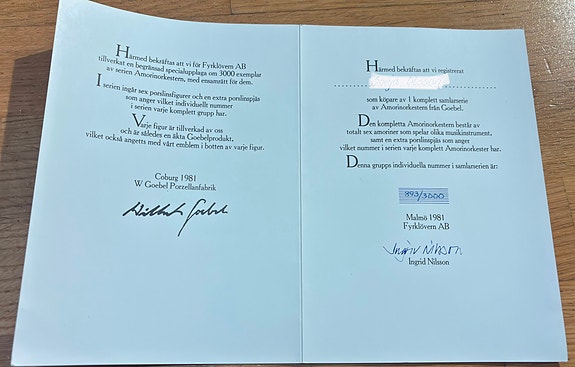 Härmed bekräftas att vi för Fyrklövern AB
tillverkat en begränsad specialupplaga om 3000 exemplar
av serien Amorinorkestern, med ensamrätt för dem.
I serien ingår sex porslinsfigurer och en extra porslinspjäs
som anger vilket individuellt nummer
i serien varje komplett grupp har.
Varje figur är tillverkad av oss
och är således en äkta Goebelprodukt,
vilket också angetts med vårt emblem i botten av varje figur.
Coburg 1981
W Goebel Porzellanfabrik
Wilhelm Goebel
Härmed bekräftas att vi registrerat
som köpare av 1 komplett samlarserie
av Amorinorkestern från Goebel.
Den kompletta Amorinorkestern består av
totalt sex amoriner som spelar olika musikinstrument,
samt en extra porslinspjäs som anger
vilket nummer i serien varje komplett Amorinorkester har.
Denna grupps individuella nummer i samlarserien är:
893/3000
Malmö 1981
Fyrklövern AB
Ingrid Nilsson
Ingrid Nilsson